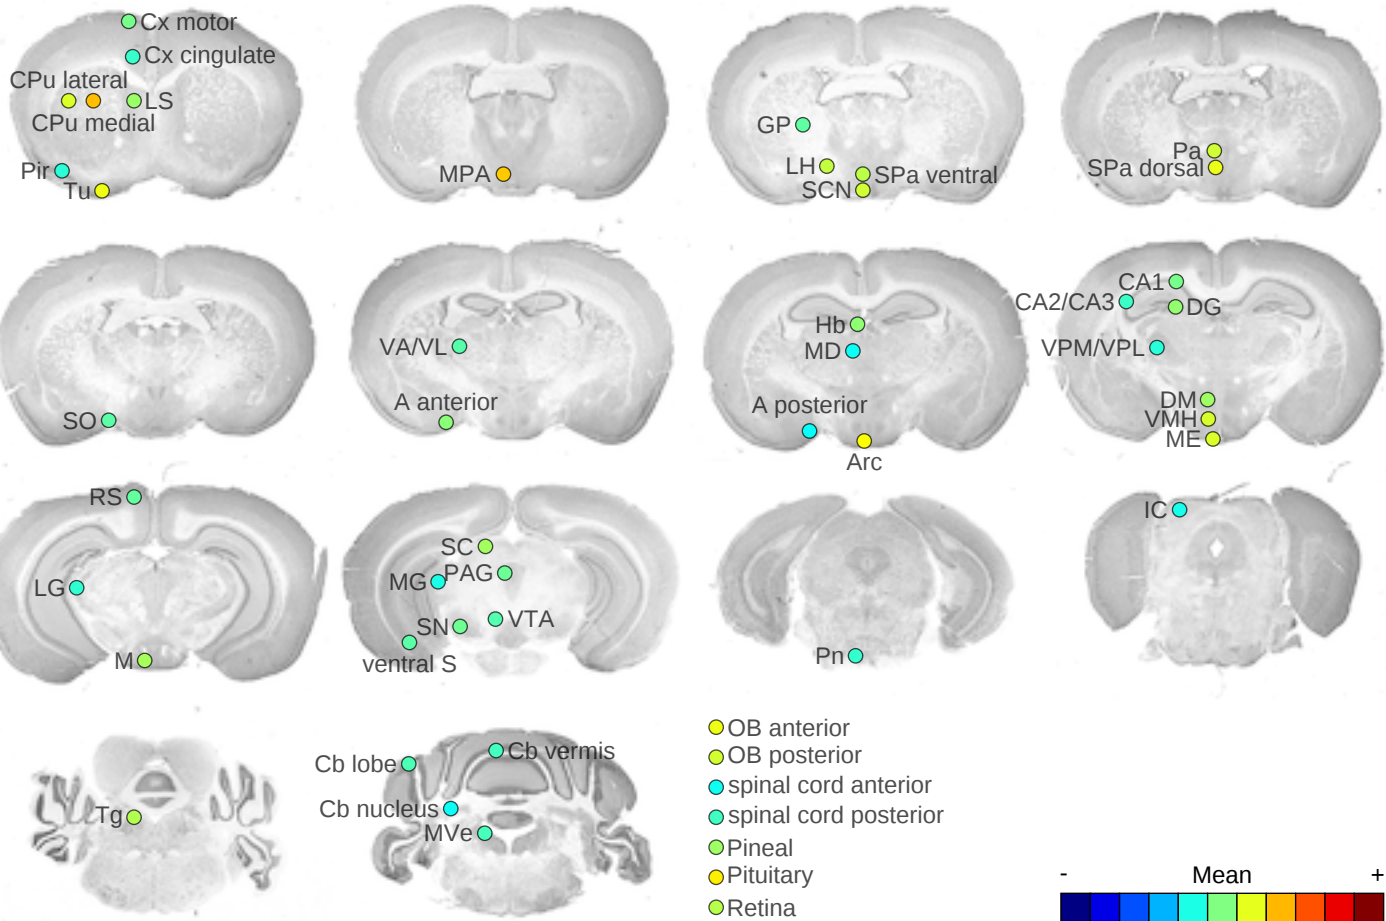 Cx motor
Cx cingulate
CPu lateral
LS
CPu medial
Pir
Tu
MPA
GP
LH
SPa ventral
SCN
Pa
SPa dorsal
SO
VA/VL
A anterior
Hb
MD
A posterior
Arc
CA1
CA2/CA3
DG
VPM/VPL
DM
VMH
ME
RS
LG
M
SC
PAG
MG
VTA
SN
ventral S
Pn
IC
Tg
Cb vermis
Cb lobe
Cb nucleus
MVe
OB anterior
OB posterior
spinal cord anterior
spinal cord posterior
Pineal
Pituitary
Retina
- Mean +